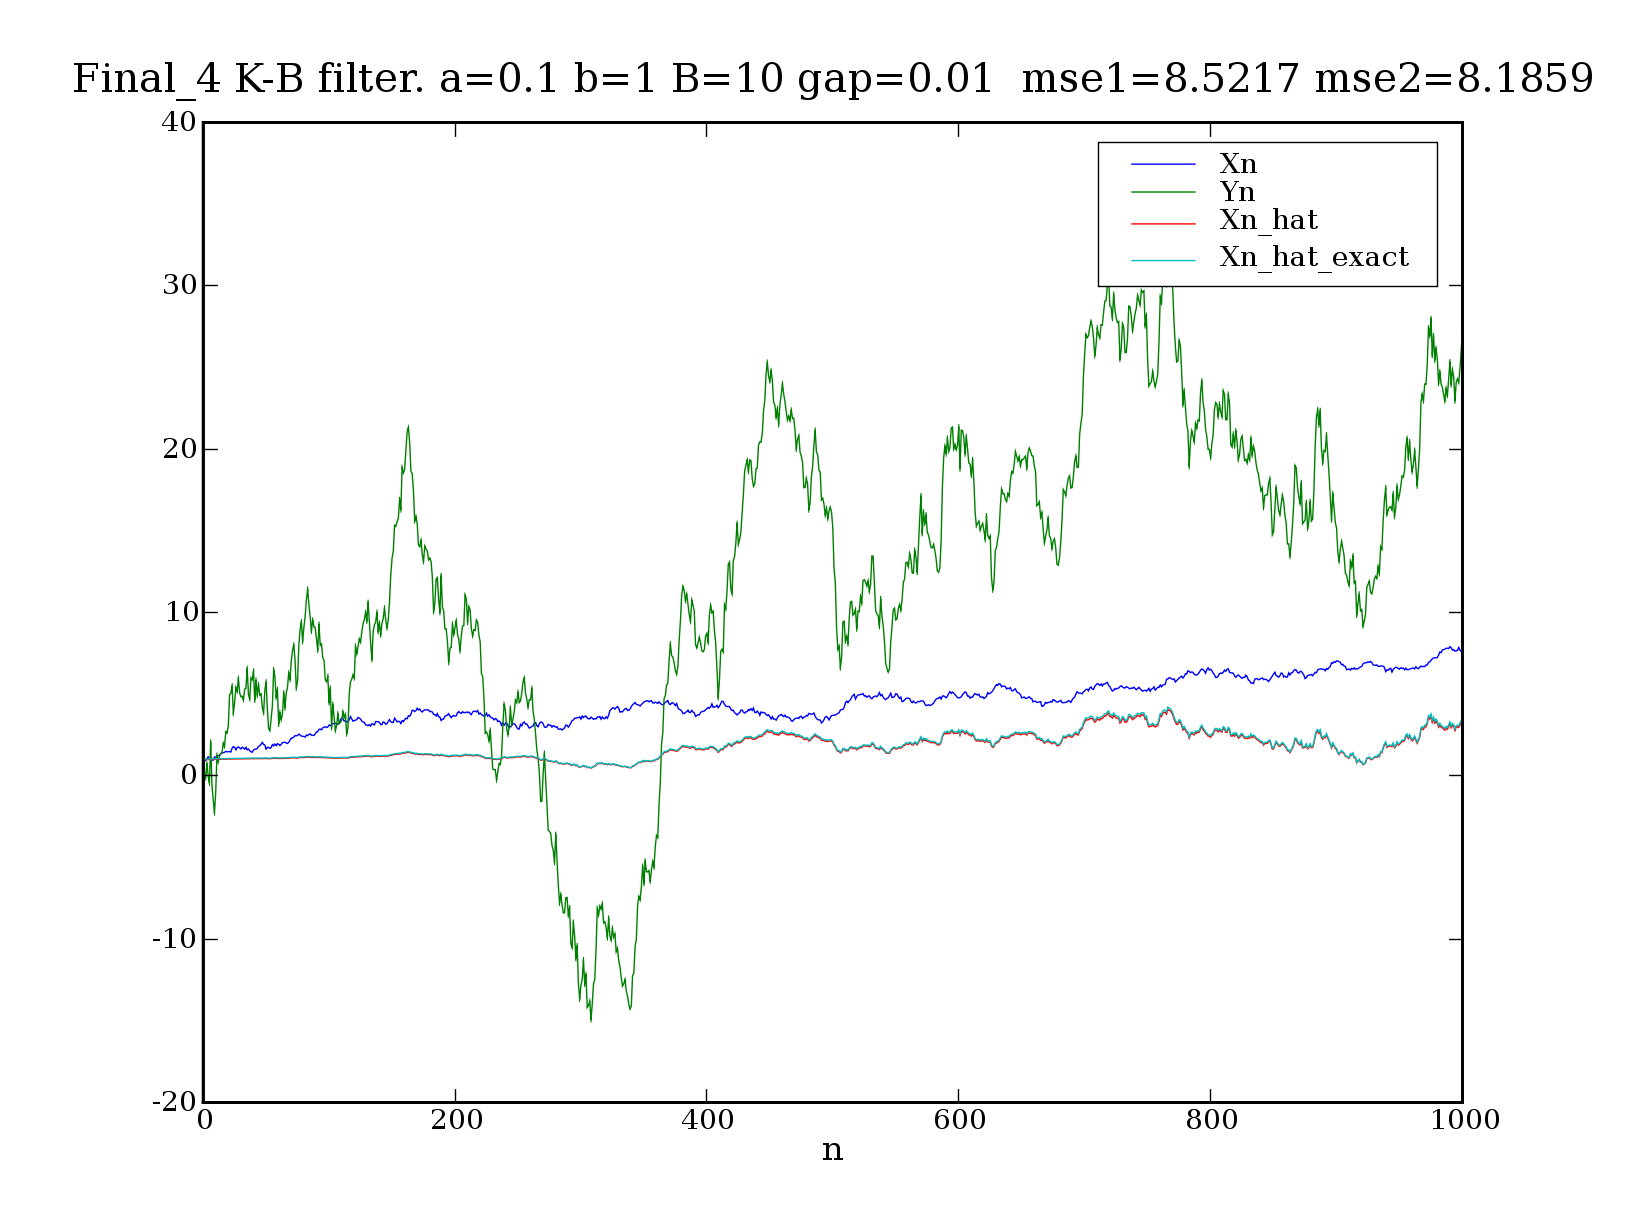 Final_4 K-B filter. a=0.1 b=1 B=10 gap=0.01  mse1=8.5217 mse2=8.1859
40
Xn
Yn
Xn_hat
Xn_hat_exact
30
20
10
0
-10
-20
0 200 400 600 800 1000
n